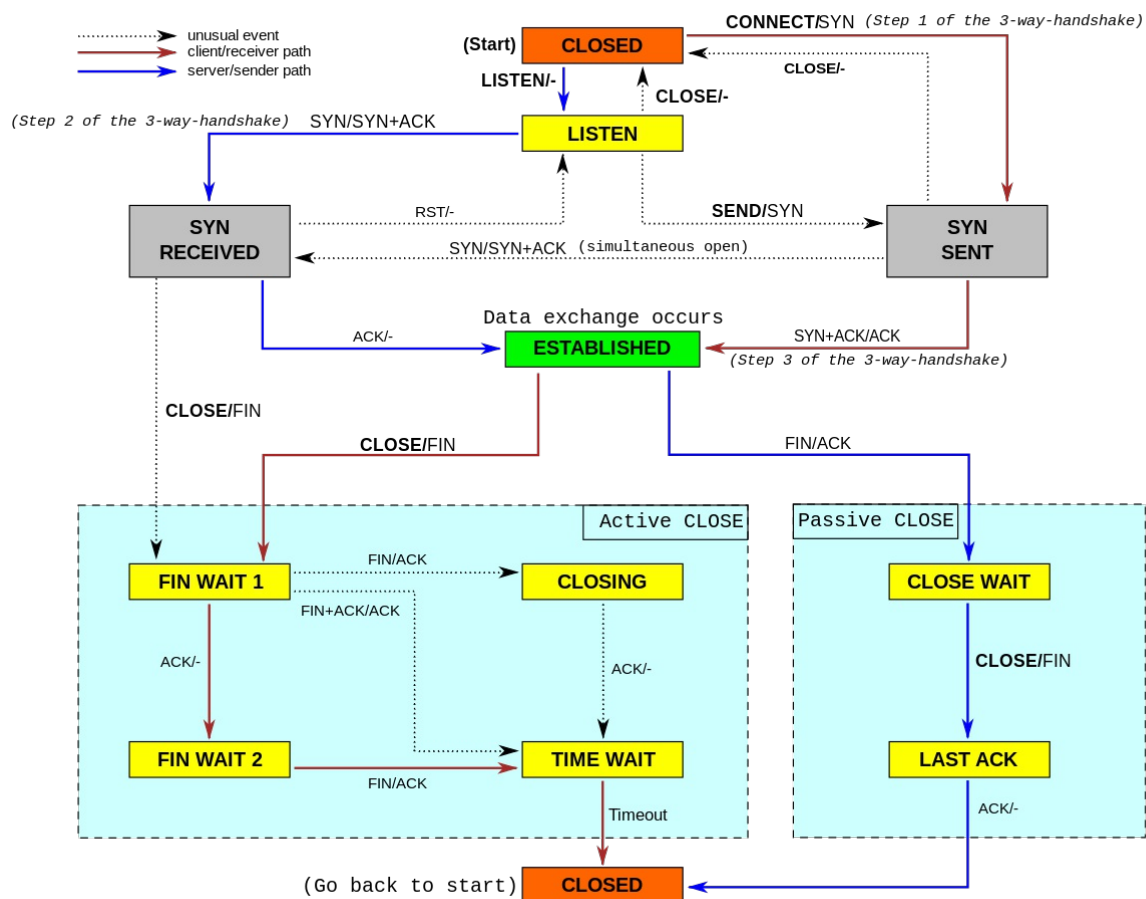 CONNECT/SYN (Step 1 of the 3-way-handshake)
unusual event
client/receiver path
server/sender path
(Start)
CLOSED
CLOSE/-
LISTEN/-
CLOSE/-
(Step 2 of the 3-way-handshake)
SYN/SYN+ACK
LISTEN
RST/-
SEND/SYN
SYN
RECEIVED
SYN
SENT
SYN/SYN+ACK (simultaneous open)
Data exchange occurs
ACK/-
ESTABLISHED
SYN+ACK/ACK
(Step 3 of the 3-way-handshake)
CLOSE/FIN
CLOSE/FIN
FIN/ACK
Active CLOSE
Passive CLOSE
FIN WAIT 1
FIN/ACK
CLOSING
CLOSE WAIT
FIN+ACK/ACK
ACK/-
ACK/-
CLOSE/FIN
FIN WAIT 2
TIME WAIT
LAST ACK
FIN/ACK
Timeout
ACK/-
(Go back to start)
CLOSED